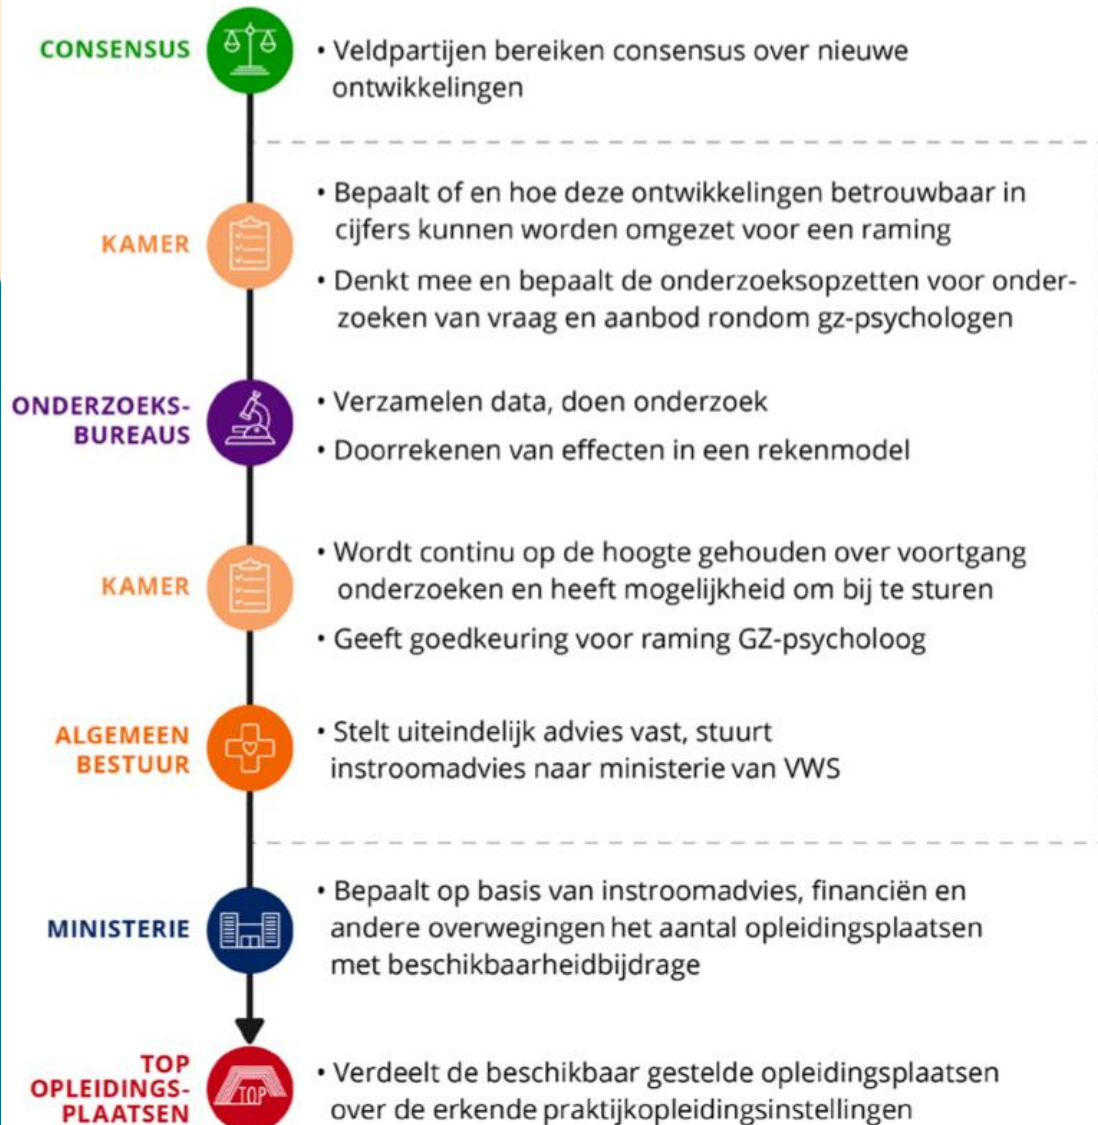 CONSENSUS
• Veldpartijen bereiken consensus over nieuwe
ontwikkelingen
KAMER
• Bepaalt of en hoe deze ontwikkelingen betrouwbaar in
cijfers kunnen worden omgezet voor een raming
• Denkt mee en bepaalt de onderzoeksopzetten voor onder-
zoeken van vraag en aanbod rondom gz-psychologen
ONDERZOEKS-
BUREAUS
• Verzamelen data, doen onderzoek
• Doorrekenen van effecten in een rekenmodel
KAMER
• Wordt continu op de hoogte gehouden over voortgang
onderzoeken en heeft mogelijkheid om bij te sturen
• Geeft goedkeuring voor raming GZ-psycholoog
ALGEMEEN
BESTUUR
• Stelt uiteindelijk advies vast, stuurt
instroomadvies naar ministerie van VWS
MINISTERIE
• Bepaalt op basis van instroomadvies, financiën en
andere overwegingen het aantal opleidingsplaatsen
met beschikbaarheidbijdrage
TOP
OPLEIDINGS-
PLAATSEN
TOP
• Verdeelt de beschikbaar gestelde opleidingsplaatsen
over de erkende praktijkopleidingsinstellingen